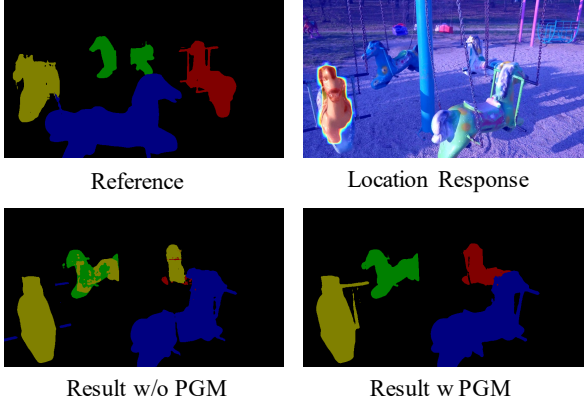 Reference
Location Response
Result w/o PGM
Result w PGM